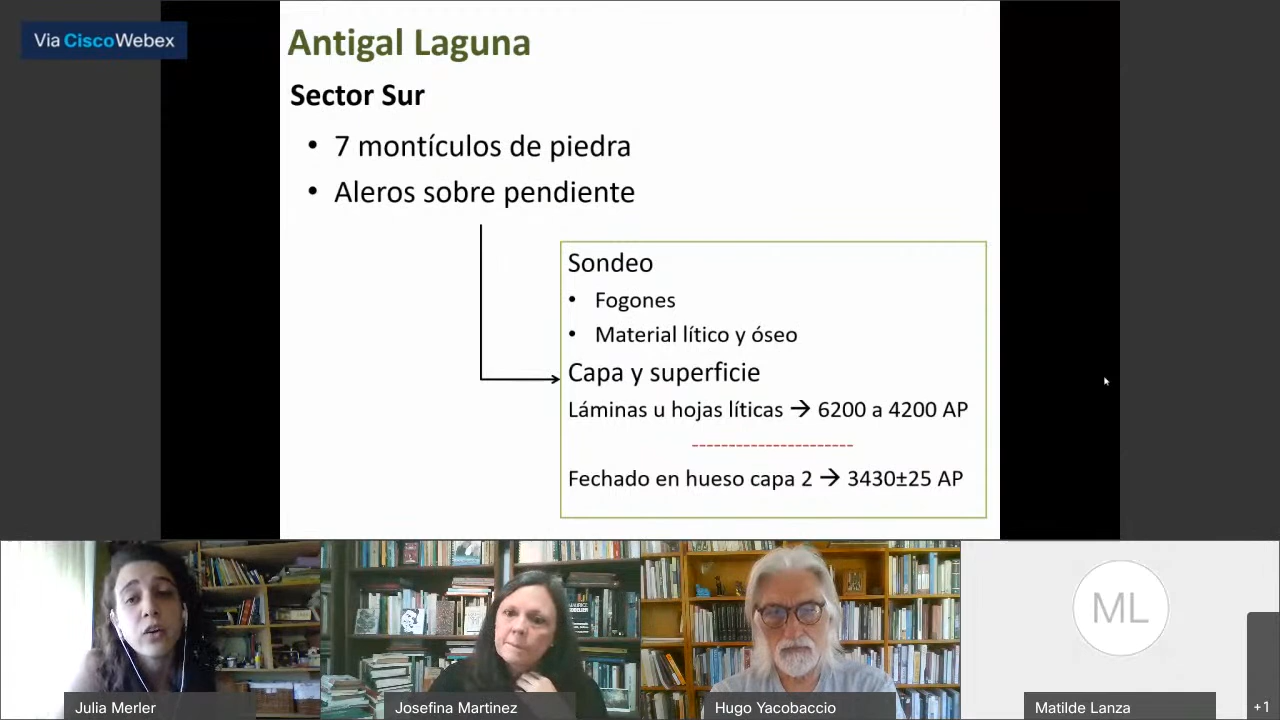 Via Cisco Webex
Antigal Laguna
Sector Sur
• 7 montículos de piedra
• Aleros sobre pendiente
Sondeo
• Fogones
• Material lítico y óseo
Capa y superficie
Láminas u hojas líticas → 6200 a 4200 AP
----------------------
Fechado en hueso capa 2 → 3430±25 AP
ML
Julia Merler
Josefina Martinez
Hugo Yacobaccio
Matilde Lanza
+1